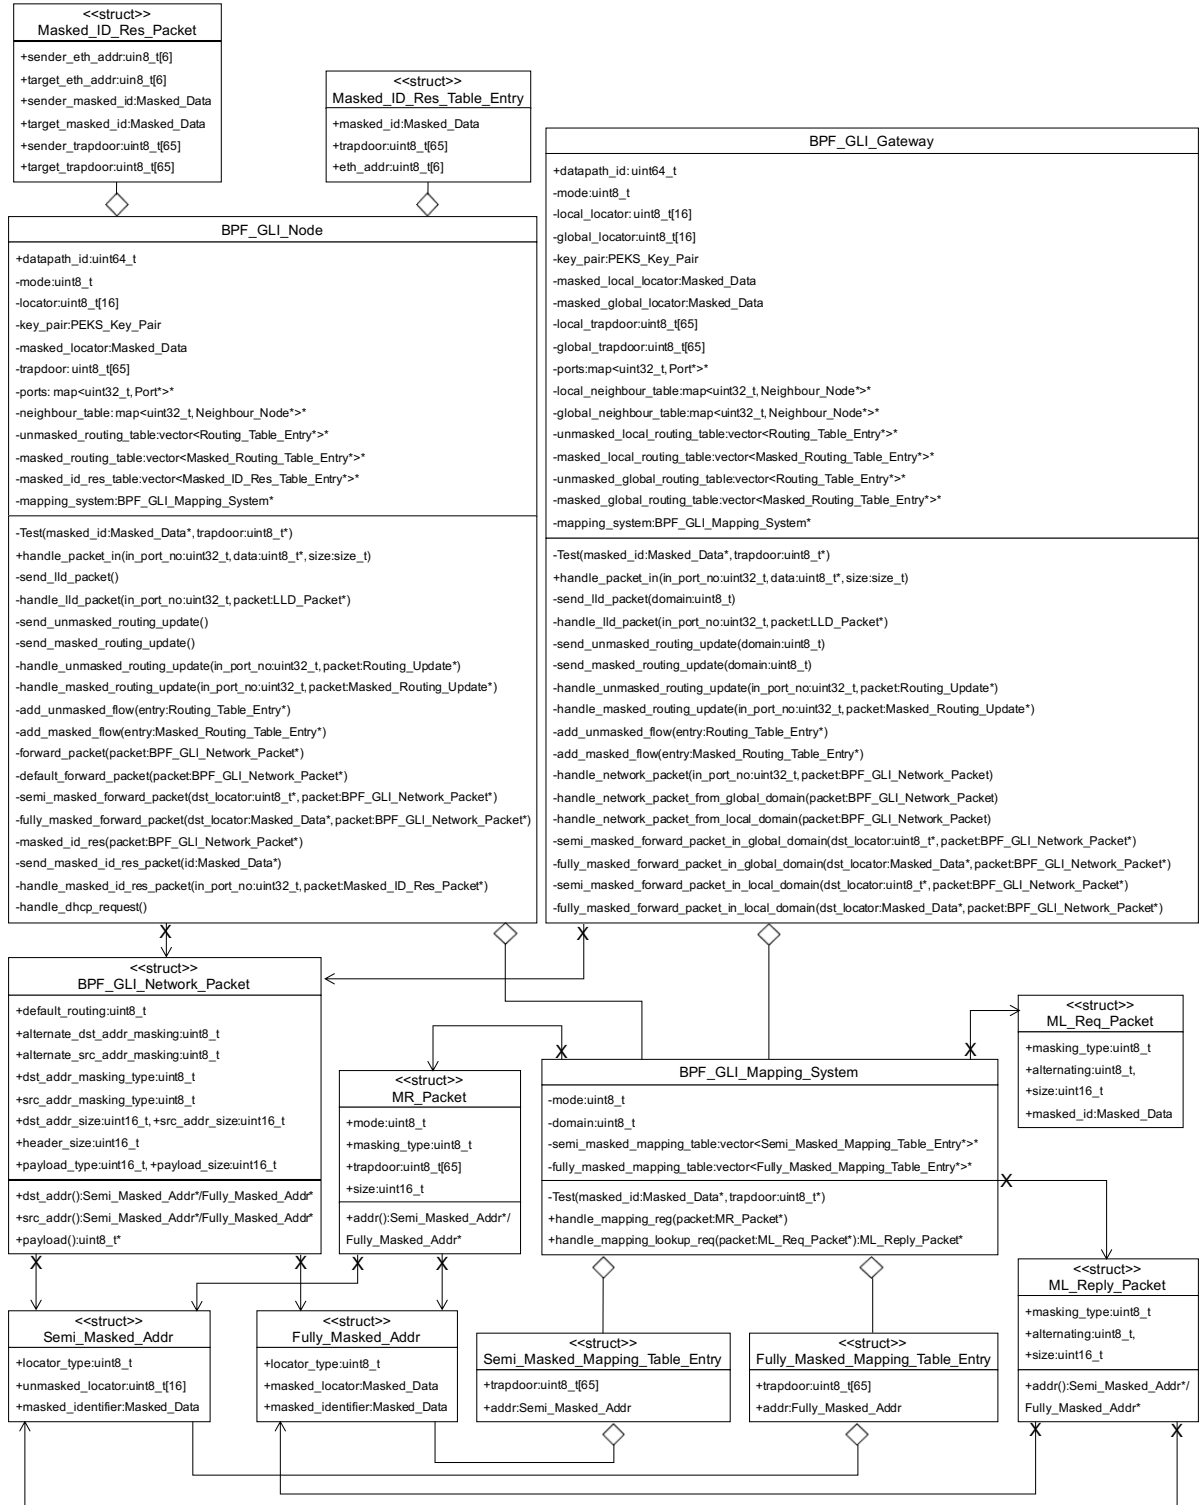 <<struct>>
Masked_ID_Res_Packet
+sender_eth_addr:uin8_t[6]
+target_eth_addr:uin8_t[6]
+sender_masked_id:Masked_Data
+target_masked_id:Masked_Data
+sender_trapdoor:uint8_t[65]
+target_trapdoor:uint8_t[65]
<<struct>>
Masked_ID_Res_Table_Entry
+masked_id:Masked_Data
+trapdoor:uint8_t[65]
+eth_addr:uint8_t[6]
BPF_GLI_Node
+datapath_id:uint64_t
-mode:uint8_t
-locator:uint8_t[16]
-key_pair:PEKS_Key_Pair
-masked_locator:Masked_Data
-trapdoor: uint8_t[65]
-ports: map<uint32_t, Port*>*
-neighbour_table: map<uint32_t, Neighbour_Node*>*
-unmasked_routing_table:vector<Routing_Table_Entry*>*
-masked_routing_table:vector<Masked_Routing_Table_Entry*>*
-masked_id_res_table:vector<Masked_ID_Res_Table_Entry*>*
-mapping_system:BPF_GLI_Mapping_System*
-Test(masked_id:Masked_Data*, trapdoor:uint8_t*)
+handle_packet_in(in_port_no:uint32_t, data:uint8_t*, size:size_t)
-send_lld_packet()
-handle_lld_packet(in_port_no:uint32_t, packet:LLD_Packet*)
-send_unmasked_routing_update()
-send_masked_routing_update()
-handle_unmasked_routing_update(in_port_no:uint32_t, packet:Routing_Update*)
-handle_masked_routing_update(in_port_no:uint32_t, packet:Masked_Routing_Update*)
-add_unmasked_flow(entry:Routing_Table_Entry*)
-add_masked_flow(entry:Masked_Routing_Table_Entry*)
-forward_packet(packet:BPF_GLI_Network_Packet*)
-default_forward_packet(packet:BPF_GLI_Network_Packet*)
-semi_masked_forward_packet(dst_locator:uint8_t*, packet:BPF_GLI_Network_Packet*)
-fully_masked_forward_packet(dst_locator:Masked_Data*, packet:BPF_GLI_Network_Packet*)
-masked_id_res(packet:BPF_GLI_Network_Packet*)
-send_masked_id_res_packet(id:Masked_Data*)
-handle_masked_id_res_packet(in_port_no:uint32_t, packet:Masked_ID_Res_Packet*)
-handle_dhcp_request()
BPF_GLI_Gateway
+datapath_id: uint64_t
-mode:uint8_t
-local_locator: uint8_t[16]
-global_locator:uint8_t[16]
-key_pair:PEKS_Key_Pair
-masked_local_locator:Masked_Data
-masked_global_locator:Masked_Data
-local_trapdoor:uint8_t[65]
-global_trapdoor:uint8_t[65]
-ports:map<uint32_t, Port*>*
-local_neighbour_table:map<uint32_t, Neighbour_Node*>*
-global_neighbour_table:map<uint32_t, Neighbour_Node*>*
-unmasked_local_routing_table:vector<Routing_Table_Entry*>*
-masked_local_routing_table:vector<Masked_Routing_Table_Entry*>*
-unmasked_global_routing_table:vector<Routing_Table_Entry*>*
-masked_global_routing_table:vector<Masked_Routing_Table_Entry*>*
-mapping_system:BPF_GLI_Mapping_System*
-Test(masked_id:Masked_Data*, trapdoor:uint8_t*)
+handle_packet_in(in_port_no:uint32_t, data:uint8_t*, size:size_t)
-send_lld_packet(domain:uint8_t)
-handle_lld_packet(in_port_no:uint32_t, packet:LLD_Packet*)
-send_unmasked_routing_update(domain:uint8_t)
-send_masked_routing_update(domain:uint8_t)
-handle_unmasked_routing_update(in_port_no:uint32_t, packet:Routing_Update*)
-handle_masked_routing_update(in_port_no:uint32_t, packet:Masked_Routing_Update*)
-add_unmasked_flow(entry:Routing_Table_Entry*)
-add_masked_flow(entry:Masked_Routing_Table_Entry*)
-handle_network_packet(in_port_no:uint32_t, packet:BPF_GLI_Network_Packet)
-handle_network_packet_from_global_domain(packet:BPF_GLI_Network_Packet)
-handle_network_packet_from_local_domain(packet:BPF_GLI_Network_Packet)
-semi_masked_forward_packet_in_global_domain(dst_locator:uint8_t*, packet:BPF_GLI_Network_Packet*)
-fully_masked_forward_packet_in_global_domain(dst_locator:Masked_Data*, packet:BPF_GLI_Network_Packet*)
-semi_masked_forward_packet_in_local_domain(dst_locator:uint8_t*, packet:BPF_GLI_Network_Packet*)
-fully_masked_forward_packet_in_local_domain(dst_locator:Masked_Data*, packet:BPF_GLI_Network_Packet*)
X
X
<<struct>>
BPF_GLI_Network_Packet
+default_routing:uint8_t
+alternate_dst_addr_masking:uint8_t
+alternate_src_addr_masking:uint8_t
+dst_addr_masking_type:uint8_t
+src_addr_masking_type:uint8_t
+dst_addr_size:uint16_t, +src_addr_size:uint16_t
+header_size:uint16_t
+payload_type:uint16_t, +payload_size:uint16_t
+dst_addr():Semi_Masked_Addr*/Fully_Masked_Addr*
+src_addr():Semi_Masked_Addr*/Fully_Masked_Addr*
+payload():uint8_t*
X
X
<<struct>>
MR_Packet
+mode:uint8_t
+masking_type:uint8_t
+trapdoor:uint8_t[65]
+size:uint16_t
+addr():Semi_Masked_Addr*/
Fully_Masked_Addr*
X
X
X
X
<<struct>>
ML_Req_Packet
+masking_type:uint8_t
+alternating:uint8_t,
+size:uint16_t
+masked_id:Masked_Data
BPF_GLI_Mapping_System
-mode:uint8_t
-domain:uint8_t
-semi_masked_mapping_table:vector<Semi_Masked_Mapping_Table_Entry*>*
-fully_masked_mapping_table:vector<Fully_Masked_Mapping_Table_Entry*>*
-Test(masked_id:Masked_Data*, trapdoor:uint8_t*)
+handle_mapping_reg(packet:MR_Packet*)
+handle_mapping_lookup_req(packet:ML_Req_Packet*):ML_Reply_Packet*
X
<<struct>>
ML_Reply_Packet
+masking_type:uint8_t
+alternating:uint8_t,
+size:uint16_t
+addr():Semi_Masked_Addr*/
Fully_Masked_Addr*
X
X
<<struct>>
Semi_Masked_Addr
+locator_type:uint8_t
+unmasked_locator:uint8_t[16]
+masked_identifier:Masked_Data
<<struct>>
Fully_Masked_Addr
+locator_type:uint8_t
+masked_locator:Masked_Data
+masked_identifier:Masked_Data
<<struct>>
Semi_Masked_Mapping_Table_Entry
+trapdoor:uint8_t[65]
+addr:Semi_Masked_Addr
<<struct>>
Fully_Masked_Mapping_Table_Entry
+trapdoor:uint8_t[65]
+addr:Fully_Masked_Addr